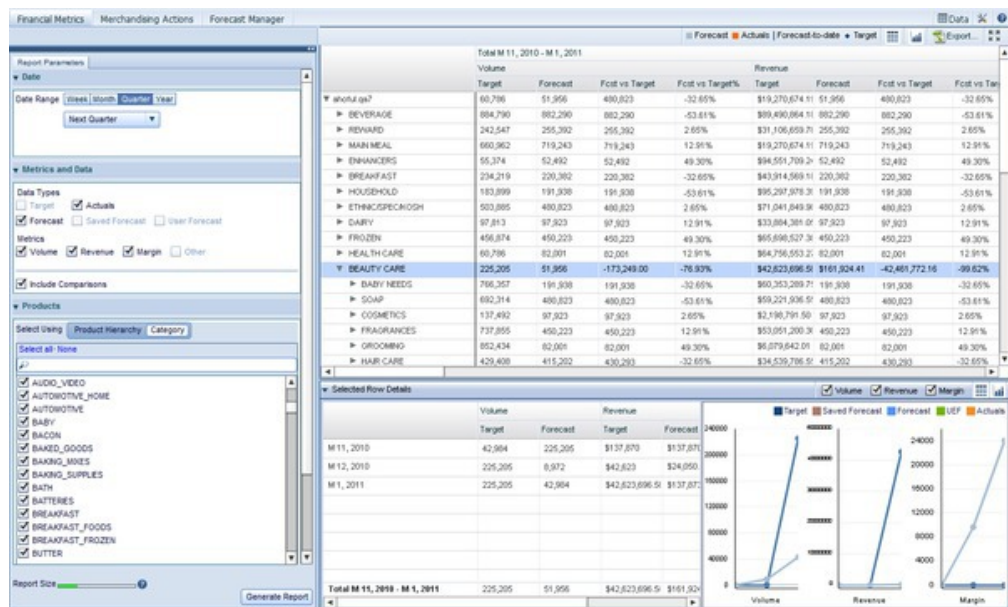 Financial Metrics Merchandising Actions Forecast Manager Data
Forecast Actuals | Forecast-to-date Target Export...
Report Parameters
Date
Date Range Week Month Quarter Year
Next Quarter
Metrics and Data
Data Types
Target Actuals
Forecast Saved Forecast User Forecast
Metrics
Volume Revenue Margin Other
Include Comparisons
Products
Select Using Product Hierarchy Category
Select all None
AUDIO_VIDEO
AUTOMOTIVE_HOME
AUTOMOTIVE
BABY
BACON
BAKED_GOODS
BAKING_MIXES
BAKING_SUPPLIES
BATH
BATTERIES
BREAKFAST
BREAKFAST_FOODS
BREAKFAST_FROZEN
BUTTER
Report Size
Generate Report
Total M 11, 2010 - M 1, 2011
Volume Revenue
Target Forecast Fcst vs Target Fcst vs Target% Target Forecast Fcst vs Target Fcst vs Tar
60,786 51,956 480,823 -32.65% 51,956 480,823 -32.65%
BEVERAGE 884,790 882,290 882,290 -53.61% 882,290 882,290 -53.61%
REWARD 242,547 255,392 255,392 2.65% 255,392 255,392 2.65%
MAIN MEAL 660,962 719,243 719,243 12.91% 719,243 719,243 12.91%
ENHANCERS 55,374 52,492 52,492 49.30% 52,492 52,492 49.30%
BREAKFAST 234,219 220,382 220,382 -32.65% 220,382 220,382 -32.65%
HOUSEHOLD 183,899 191,938 191,938 -53.61% 191,938 191,938 -53.61%
ETHNIC/SPEC/KOSH 503,885 480,823 480,823 2.65% 480,823 480,823 2.65%
DAIRY 97,813 97,923 97,923 12.91% 97,923 97,923 12.91%
FROZEN 456,874 450,223 450,223 49.30% 450,223 450,223 49.30%
HEALTH CARE 60,786 82,001 82,001 12.91% 82,001 82,001 12.91%
BEAUTY CARE 225,205 51,956 -173,249.00 -76.93% $161,924.41 -42,461,772.16 -99.62%
BABY NEEDS 766,357 191,938 191,938 -32.65% 191,938 191,938 -32.65%
SOAP 692,314 480,823 480,823 -53.61% 480,823 480,823 -53.61%
COSMETICS 137,492 97,923 97,923 2.65% $2,198,791.50 97,923 97,923 2.65%
FRAGRANCES 737,855 450,223 450,223 12.91% 450,223 450,223 12.91%
GROOMING 852,434 82,001 82,001 49.30% $6,079,642.01 82,001 82,001 49.30%
HAIR CARE 429,408 415,202 430,293 -32.65% 415,202 430,293 -32.65%
Selected Row Details Volume Revenue Margin
Volume Revenue
Target Forecast Target Forecast
M 11, 2010 42,984 225,205 $137,870
M 12, 2010 225,205 8,972 $42,623 $24,050
M 1, 2011 225,205 42,984
Total M 11, 2010 - M 1, 2011 225,205 51,956
Target Saved Forecast Forecast UEF Actuals
240000
200000
160000
120000
80000
40000
0
Volume
0
Revenue
24000
20000
16000
12000
8000
4000
0
Margin